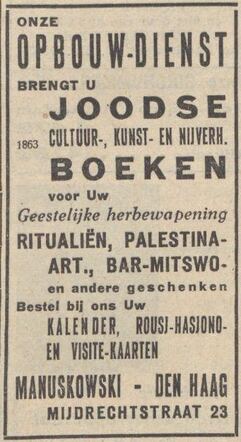 ONZE
OPBOUW-DIENST
BRENGT U
JOODSE
1863 CULTUUR-, KUNST- EN NIJVERH.
BOEKEN
voor Uw
Geestelijke herbewapening
RITUALIËN, PALESTINA-
ART., BAR-MITSWO-
en andere geschenken
Bestel bij ons Uw
KALENDER, ROUSJ-HASJONO-
EN VISITE-KAARTEN
MANUSKOWSKI - DEN HAAG
MIJDRECHTSTRAAT 23